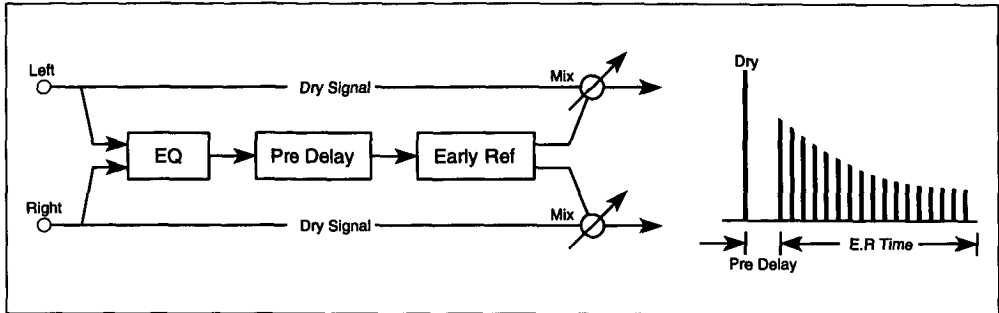 Left
Dry Signal
Mix
EQ
Pre Delay
Early Ref
Right
Dry Signal
Mix
Dry
Pre Delay
E.R Time